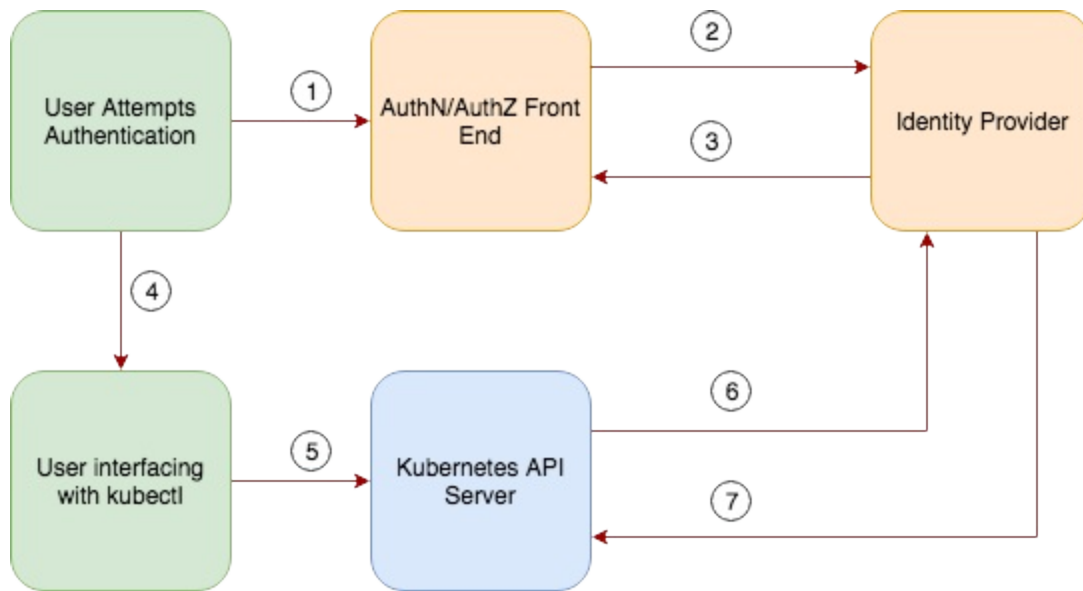 User Attempts
Authentication
1
AuthN/AuthZ Front
End
2
3
Identity Provider
4
User interfacing
with kubectl
5
Kubernetes API
Server
6
7